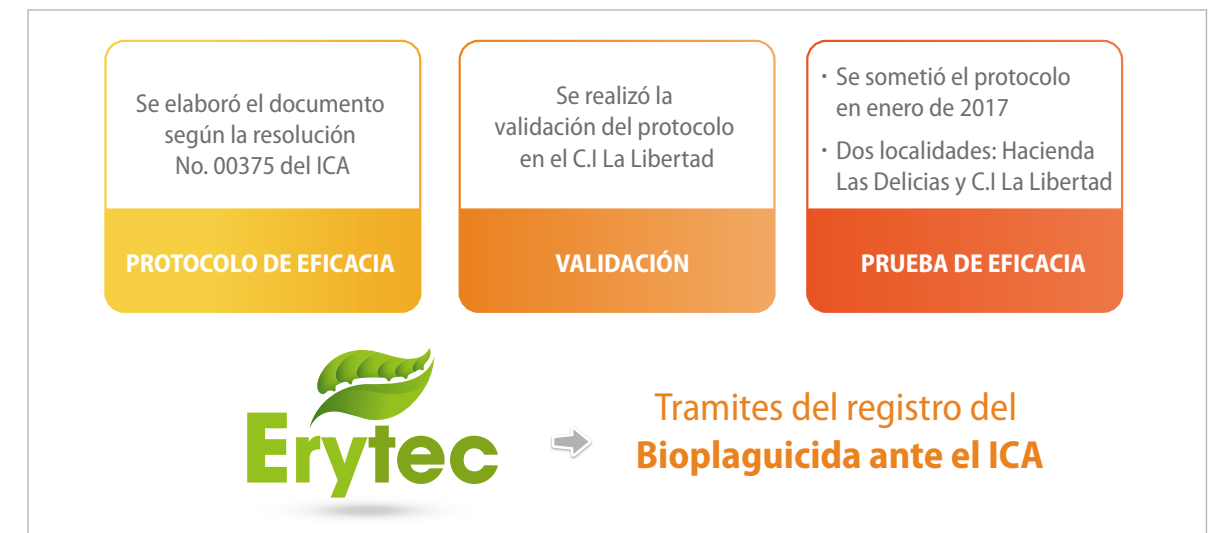 Se elaboró el documento
según la resolución
No. 00375 del ICA
PROTOCOLO DE EFICACIA
Se realizó la
validación del protocolo
en el C.I La Libertad
VALIDACIÓN
· Se sometió el protocolo
en enero de 2017
· Dos localidades: Hacienda
Las Delicias y C.I La Libertad
PRUEBA DE EFICACIA
Erytec
Tramites del registro del
Bioplaguicida ante el ICA